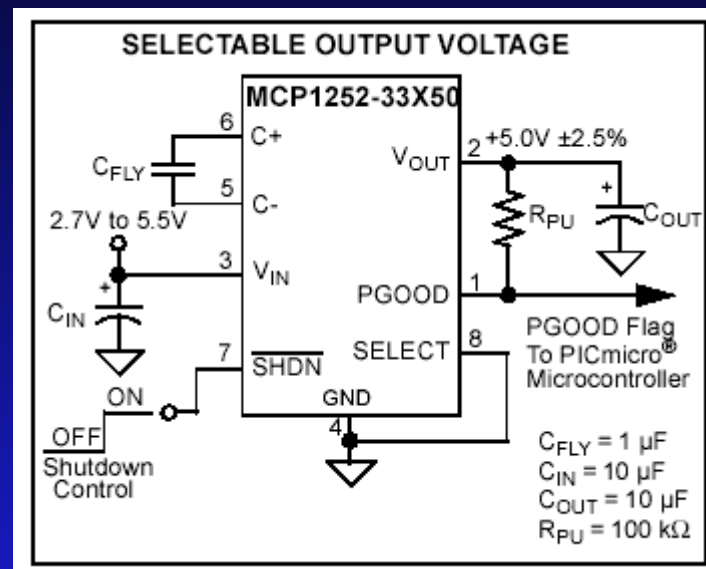 SELECTABLE OUTPUT VOLTAGE
MCP1252-33X50
6
C+
CFLY
5
C-
2.7V to 5.5V
3
VIN
+
CIN
7
SHDN
ON
OFF
Shutdown
Control
GND
4
VOUT
2
+5.0V ±2.5%
+
RPU
COUT
PGOOD
1
PGOOD Flag
To PICmicro®
Microcontroller
SELECT
8
CFLY = 1 µF
CIN = 10 µF
COUT = 10 µF
RPU = 100 kΩ